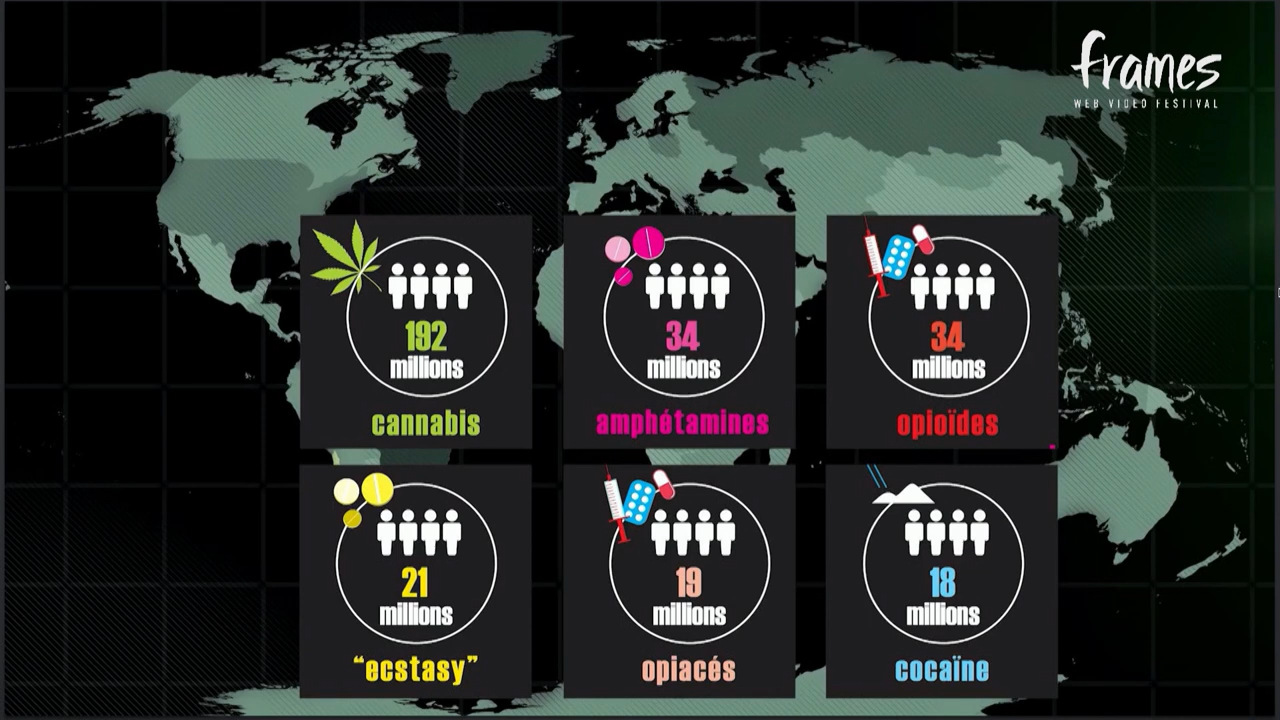 frames
WEB VIDEO FESTIVAL
192
millions
cannabis
34
millions
amphétamines
34
millions
opioïdes
21
millions
“ecstasy”
19
millions
opiacés
18
millions
cocaïne